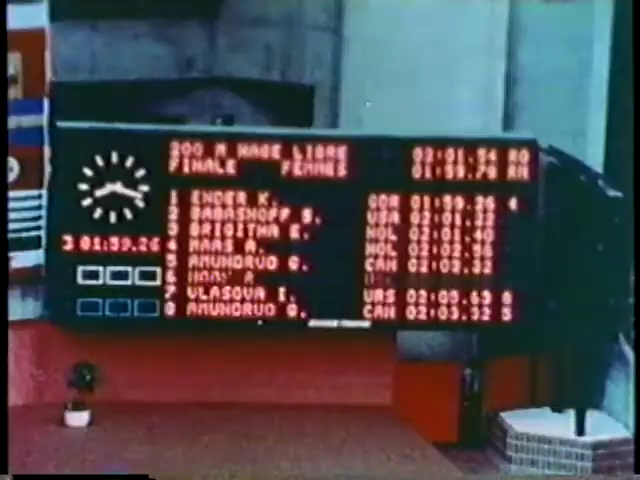 200 M NAGE LIBRE 02:01.54 RO
FINALE FEMMES 01:59.78 RM
1 ENDER K. GDR 01:59.26 4
2 BABASHOFF S. USA 02:01.22
3 BRIGITHA E. HOL 02:01.40
3 01:59.26
4 MAAS A. HOL 02:02.56
5 AMUNDRUD G. CAN 02:03.32
6
7 VLASOVA I. URS 02:05.63 8
8 AMUNDRUD G. CAN 02:03.32 5